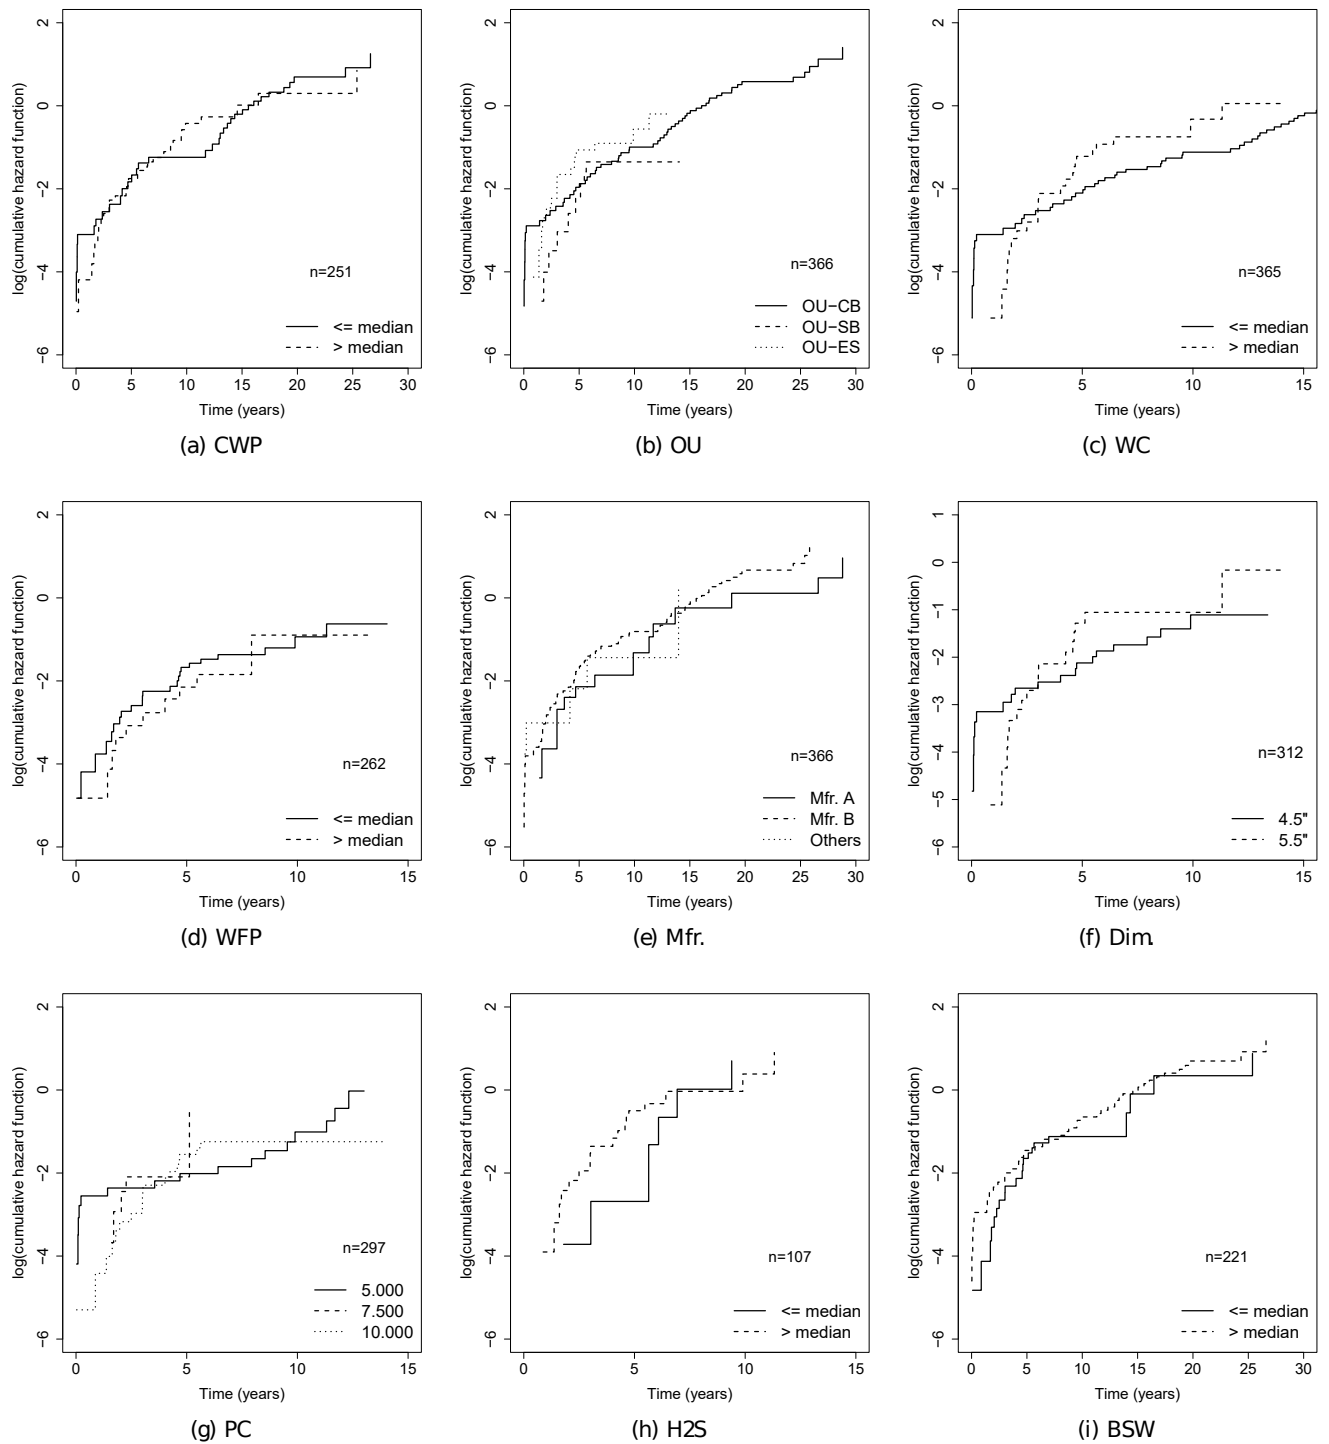 log(cumulative hazard function)
2
0
−2
−4
−6
n=251
<= median
> median
0 5 10 15 20 25 30
Time (years)
(a) CWP
log(cumulative hazard function)
2
0
−2
−4
−6
n=366
OU−CB
OU−SB
OU−ES
0 5 10 15 20 25 30
Time (years)
(b) OU
log(cumulative hazard function)
2
0
−2
−4
−6
n=365
<= median
> median
0 5 10 15
Time (years)
(c) WC
log(cumulative hazard function)
2
0
−2
−4
−6
n=262
<= median
> median
0 5 10 15
Time (years)
(d) WFP
log(cumulative hazard function)
2
0
−2
−4
−6
n=366
Mfr. A
Mfr. B
Others
0 5 10 15 20 25 30
Time (years)
(e) Mfr.
log(cumulative hazard function)
1
0
−1
−2
−3
−4
−5
−6
n=312
4.5"
5.5"
0 5 10 15
Time (years)
(f) Dim.
log(cumulative hazard function)
2
0
−2
−4
−6
n=297
5.000
7.500
10.000
0 5 10 15
Time (years)
(g) PC
log(cumulative hazard function)
2
0
−2
−4
−6
n=107
<= median
> median
0 5 10 15
Time (years)
(h) H2S
log(cumulative hazard function)
2
0
−2
−4
−6
n=221
<= median
> median
0 5 10 15 20 25 30
Time (years)
(i) BSW